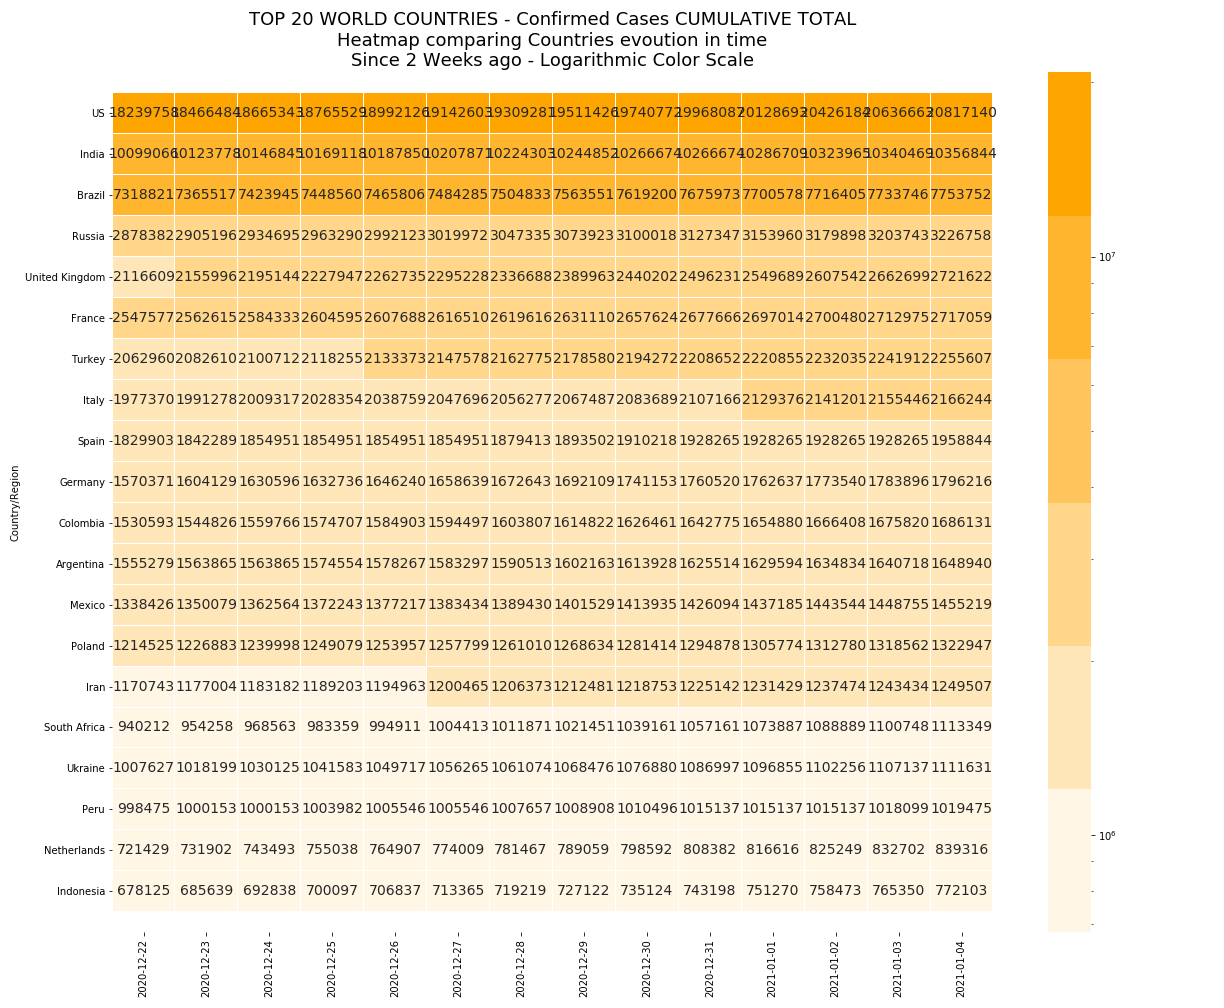 TOP 20 WORLD COUNTRIES - Confirmed Cases CUMULATIVE TOTAL
Heatmap comparing Countries evoution in time
Since 2 Weeks ago - Logarithmic Color Scale
US 18239758 18466484 18665343 18765529 18992126 19142603 19309281 19511426 19740772 19968087 20128693 20426184 20636663 20817140
India 10099066 10123778 10146845 10169118 10187850 10207871 10224303 10244852 10266674 10266674 10286709 10323965 10340469 10356844
Brazil 7318821 7365517 7423945 7448560 7465806 7484285 7504833 7563551 7619200 7675973 7700578 7716405 7733746 7753752
Russia 2878382 2905196 2934695 2963290 2992123 3019972 3047335 3073923 3100018 3127347 3153960 3179898 3203743 3226758
United Kingdom 2116609 2155996 2195144 2227947 2262735 2295228 2336688 2389963 2440202 2496231 2549689 2607542 2662699 2721622
France 2547577 2562615 2584333 2604595 2607688 2616510 2619616 2631110 2657624 2677666 2697014 2700480 2712975 2717059
Turkey 2062960 2082610 2100712 2118255 2133373 2147578 2162775 2178580 2194272 2208652 2220855 2232035 2241912 2255607
Italy 1977370 1991278 2009317 2028354 2038759 2047696 2056277 2067487 2083689 2107166 2129376 2141201 2155446 2166244
Spain 1829903 1842289 1854951 1854951 1854951 1854951 1879413 1893502 1910218 1928265 1928265 1928265 1928265 1958844
Germany 1570371 1604129 1630596 1632736 1646240 1658639 1672643 1692109 1741153 1760520 1762637 1773540 1783896 1796216
Colombia 1530593 1544826 1559766 1574707 1584903 1594497 1603807 1614822 1626461 1642775 1654880 1666408 1675820 1686131
Argentina 1555279 1563865 1563865 1574554 1578267 1583297 1590513 1602163 1613928 1625514 1629594 1634834 1640718 1648940
Mexico 1338426 1350079 1362564 1372243 1377217 1383434 1389430 1401529 1413935 1426094 1437185 1443544 1448755 1455219
Poland 1214525 1226883 1239998 1249079 1253957 1257799 1261010 1268634 1281414 1294878 1305774 1312780 1318562 1322947
Iran 1170743 1177004 1183182 1189203 1194963 1200465 1206373 1212481 1218753 1225142 1231429 1237474 1243434 1249507
South Africa 940212 954258 968563 983359 994911 1004413 1011871 1021451 1039161 1057161 1073887 1088889 1100748 1113349
Ukraine 1007627 1018199 1030125 1041583 1049717 1056265 1061074 1068476 1076880 1086997 1096855 1102256 1107137 1111631
Peru 998475 1000153 1000153 1003982 1005546 1005546 1007657 1008908 1010496 1015137 1015137 1015137 1018099 1019475
Netherlands 721429 731902 743493 755038 764907 774009 781467 789059 798592 808382 816616 825249 832702 839316
Indonesia 678125 685639 692838 700097 706837 713365 719219 727122 735124 743198 751270 758473 765350 772103
Country/Region
2020-12-22 2020-12-23 2020-12-24 2020-12-25 2020-12-26 2020-12-27 2020-12-28 2020-12-29 2020-12-30 2020-12-31 2021-01-01 2021-01-02 2021-01-03 2021-01-04
10⁷
10⁶